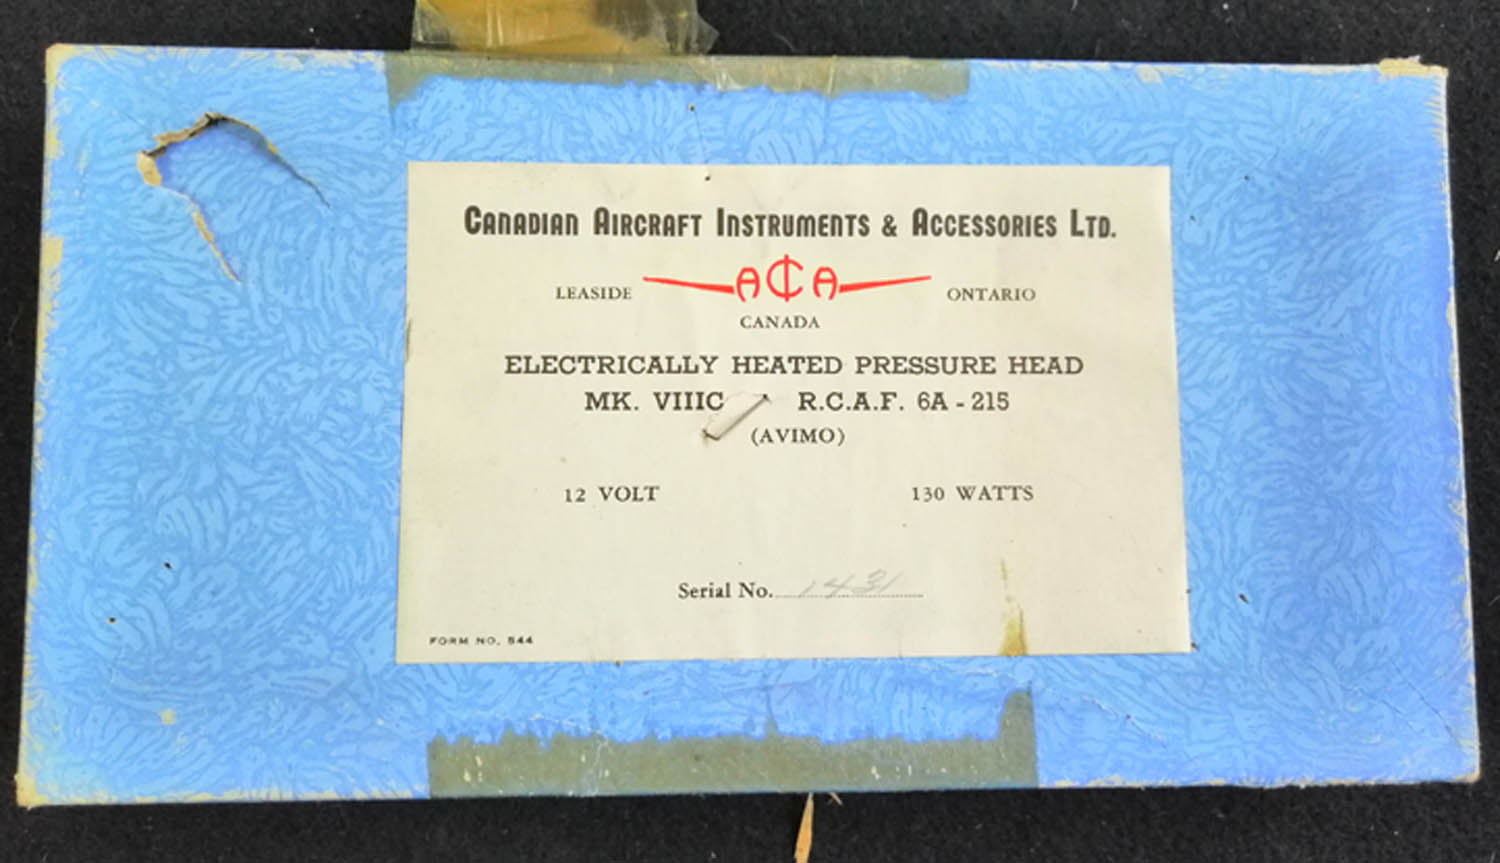 CANADIAN AIRCRAFT INSTRUMENTS & ACCESSORIES LTD.
LEASIDE ACA ONTARIO
CANADA
ELECTRICALLY HEATED PRESSURE HEAD
MK. VIIIC R.C.A.F. 6A - 215
(AVIMO)
12 VOLT 130 WATTS
Serial No. 1431
FORM NO. 544